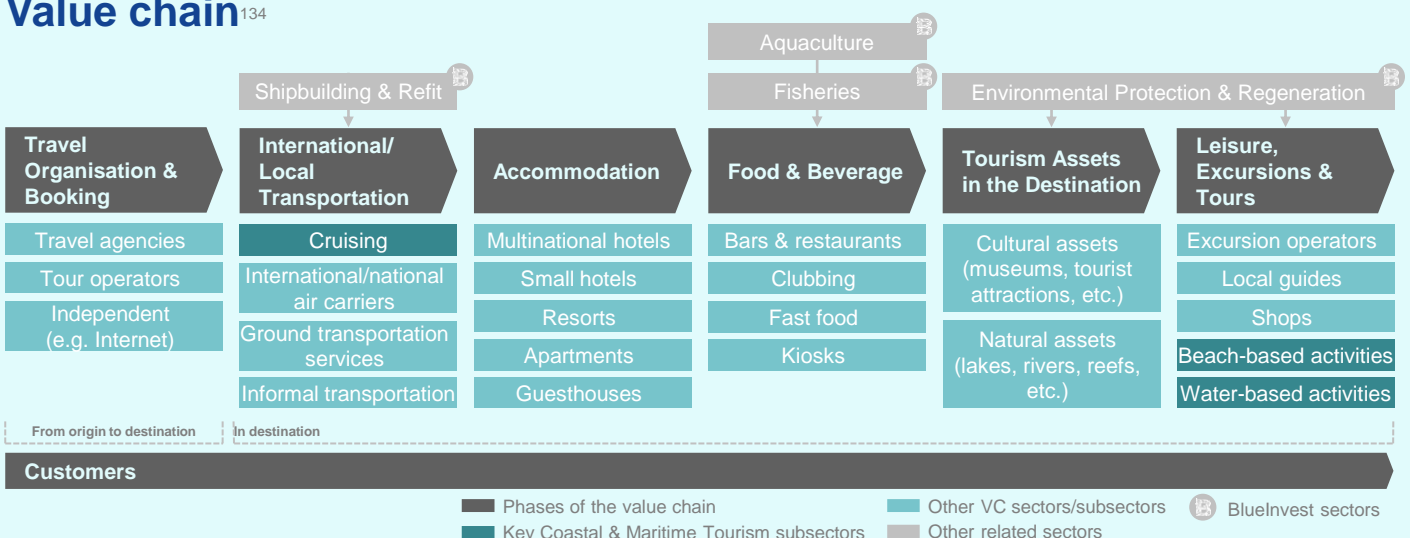 Value chain134
Aquaculture
Shipbuilding & Refit
Fisheries
Environmental Protection & Regeneration
Travel
Organisation &
Booking
International/
Local
Transportation
Accommodation
Food & Beverage
Tourism Assets
in the Destination
Leisure,
Excursions &
Tours
Travel agencies
Tour operators
Independent
(e.g. Internet)
Cruising
International/national
air carriers
Ground transportation
services
Informal transportation
Multinational hotels
Small hotels
Resorts
Apartments
Guesthouses
Bars & restaurants
Clubbing
Fast food
Kiosks
Cultural assets
(museums, tourist
attractions, etc.)
Natural assets
(lakes, rivers, reefs,
etc.)
Excursion operators
Local guides
Shops
Beach-based activities
Water-based activities
From origin to destination
In destination
Customers
Phases of the value chain
Other VC sectors/subsectors
B BlueInvest sectors
Key Coastal & Maritime Tourism subsectors
Other related sectors